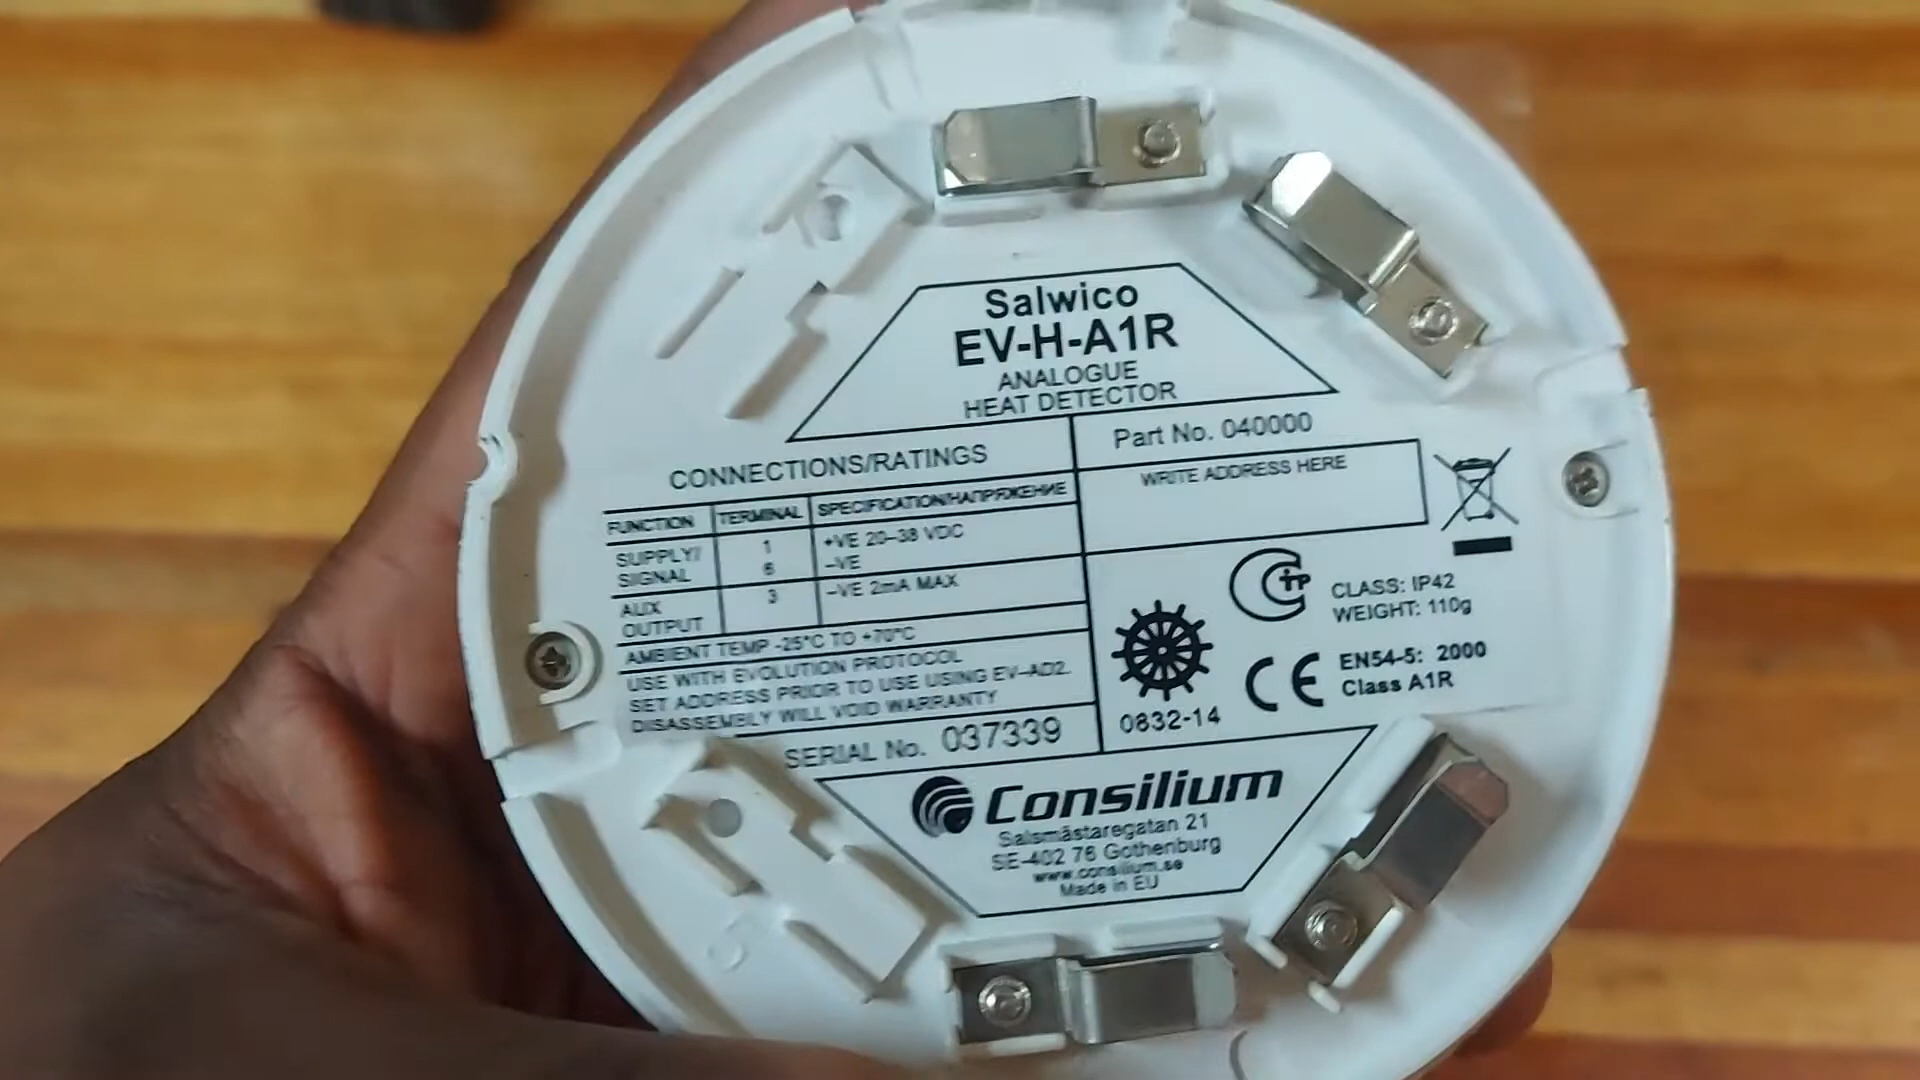 Salwico
EV-H-A1R
ANALOGUE
HEAT DETECTOR
CONNECTIONS/RATINGS
Part No. 040000
WRITE ADDRESS HERE
FUNCTION TERMINAL SPECIFICATION/НАПРЯЖЕНИЕ
SUPPLY/ 1 +VE 20–38 VDC
SIGNAL 6 –VE
AUX 3 –VE 2mA MAX
OUTPUT
AMBIENT TEMP -25°C TO +70°C
USE WITH EVOLUTION PROTOCOL
SET ADDRESS PRIOR TO USE USING EV–AD2.
DISASSEMBLY WILL VOID WARRANTY
SERIAL No. 037339
CLASS: IP42
WEIGHT: 110g
0832-14
CE
EN54-5: 2000
Class A1R
Consilium
Salsmästaregatan 21
SE-402 76 Gothenburg
www.consilium.se
Made in EU